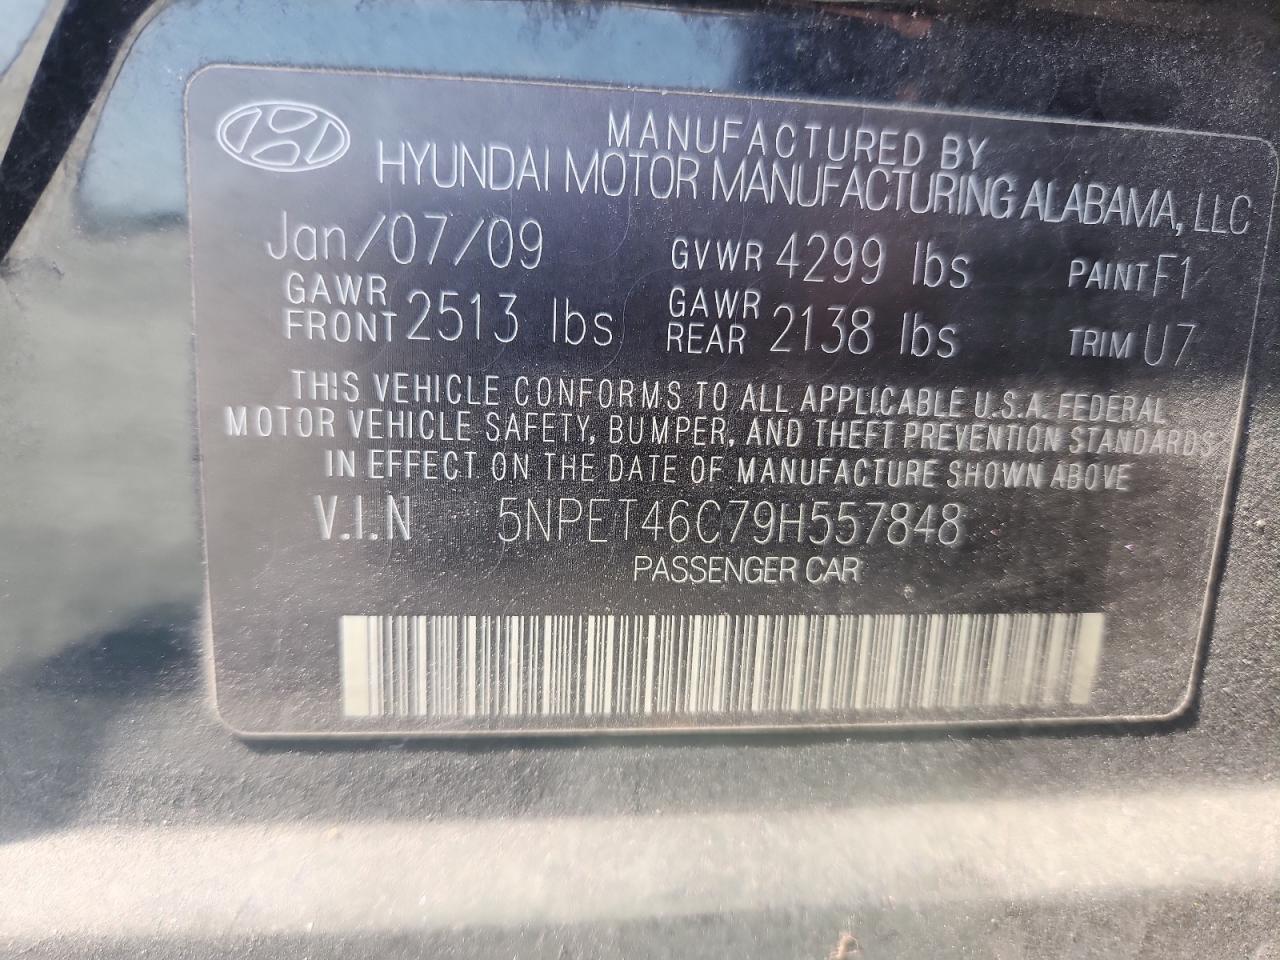 MANUFACTURED BY
HYUNDAI MOTOR MANUFACTURING ALABAMA, LLC
Jan/07/09 GVWR 4299 lbs PAINT F1
GAWR FRONT 2513 lbs GAWR REAR 2138 lbs TRIM U7
THIS VEHICLE CONFORMS TO ALL APPLICABLE U.S.A. FEDERAL
MOTOR VEHICLE SAFETY, BUMPER, AND THEFT PREVENTION STANDARDS
IN EFFECT ON THE DATE OF MANUFACTURE SHOWN ABOVE
V.I.N 5NPET46C79H557848
PASSENGER CAR